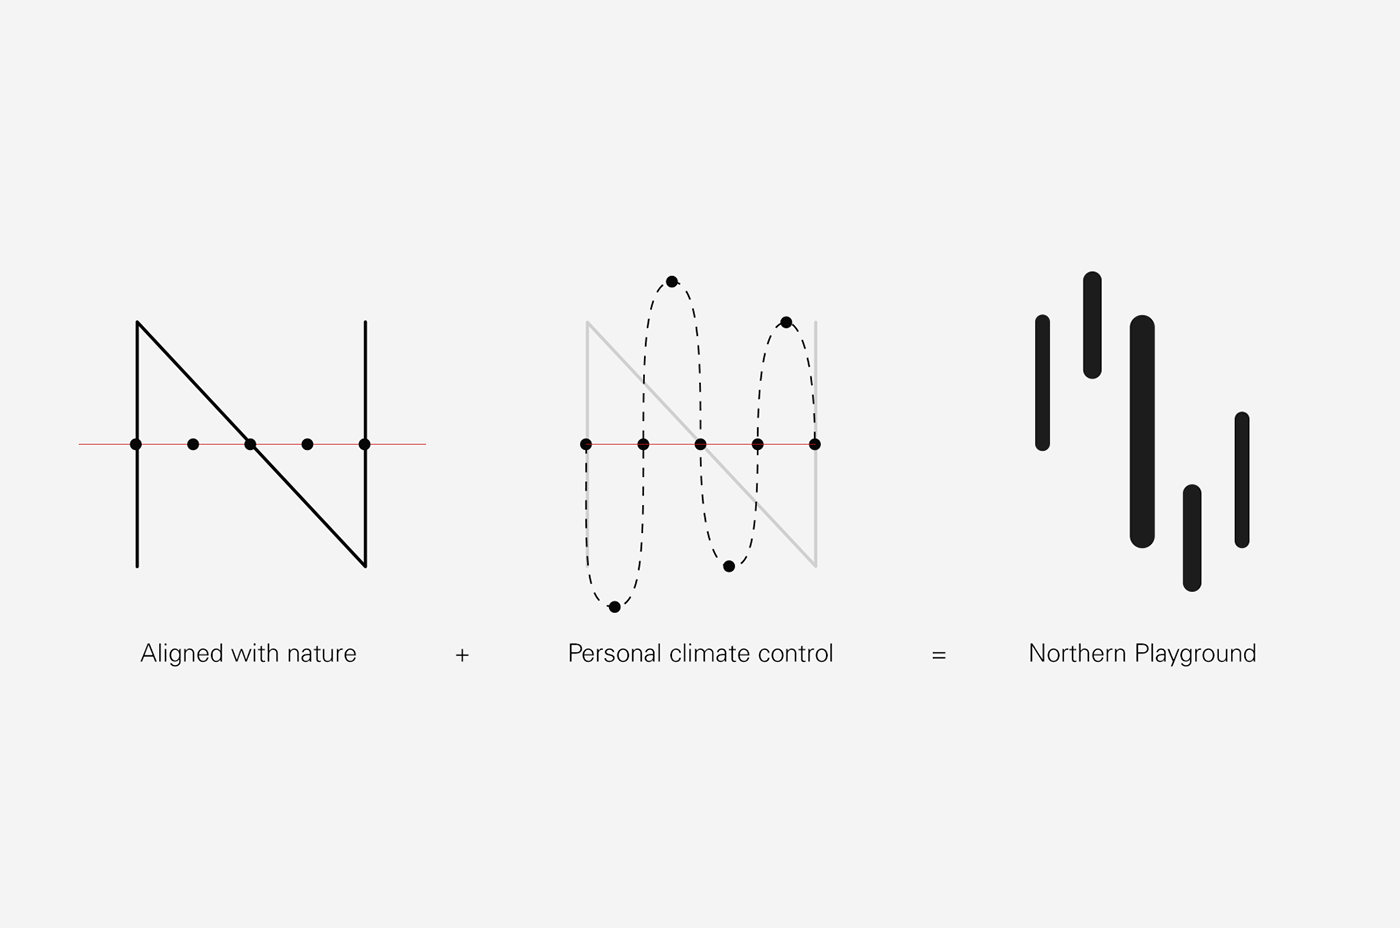 Aligned with nature + Personal climate control = Northern Playground